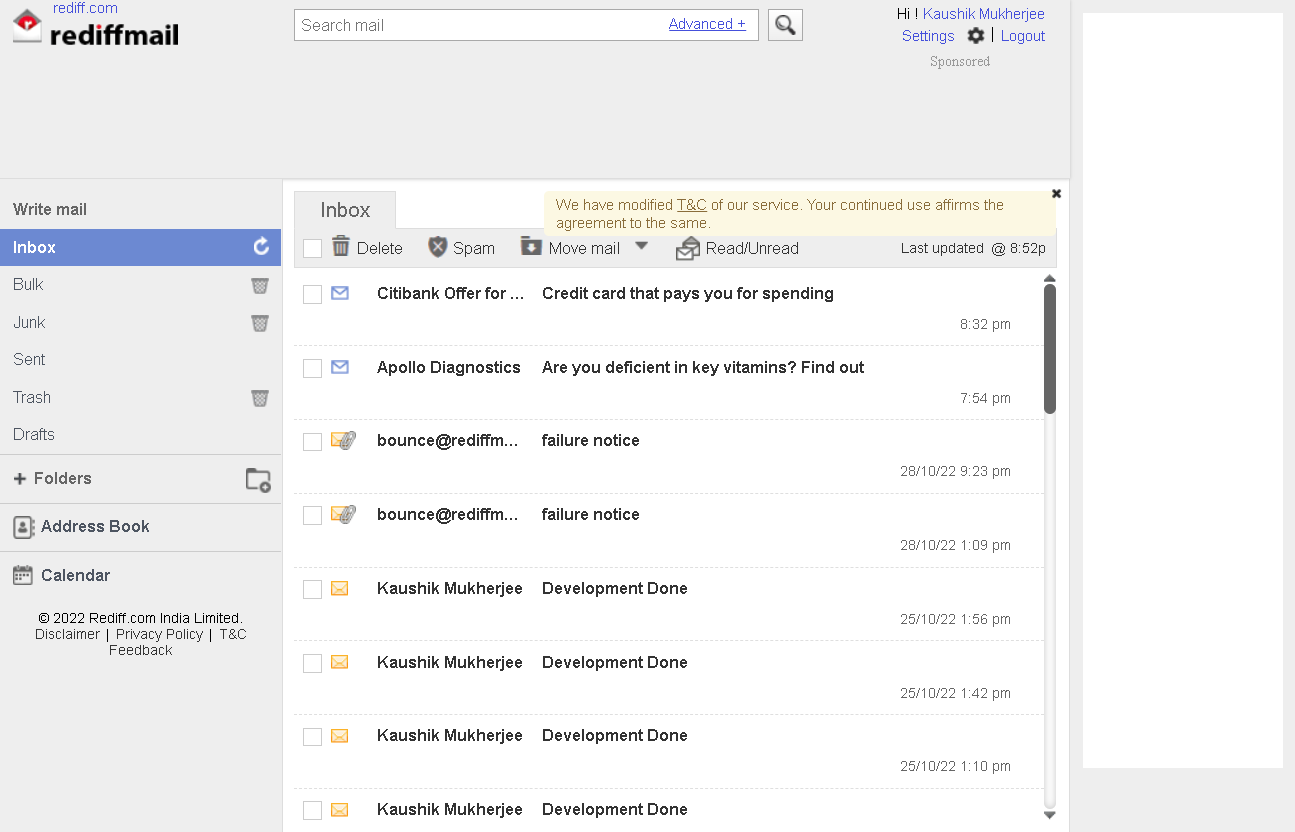 rediff.com
rediffmail
Search mail
Advanced +
Hi ! Kaushik Mukherjee
Settings | Logout
Sponsored
Write mail
Inbox
Bulk
Junk
Sent
Trash
Drafts
+ Folders
Address Book
Calendar
© 2022 Rediff.com India Limited.
Disclaimer | Privacy Policy | T&C
Feedback
Inbox
We have modified T&C of our service. Your continued use affirms the
agreement to the same.
Delete Spam Move mail Read/Unread Last updated @ 8:52p
Citibank Offer for ... Credit card that pays you for spending
8:32 pm
Apollo Diagnostics Are you deficient in key vitamins? Find out
7:54 pm
bounce@rediffm... failure notice
28/10/22 9:23 pm
bounce@rediffm... failure notice
28/10/22 1:09 pm
Kaushik Mukherjee Development Done
25/10/22 1:56 pm
Kaushik Mukherjee Development Done
25/10/22 1:42 pm
Kaushik Mukherjee Development Done
25/10/22 1:10 pm
Kaushik Mukherjee Development Done